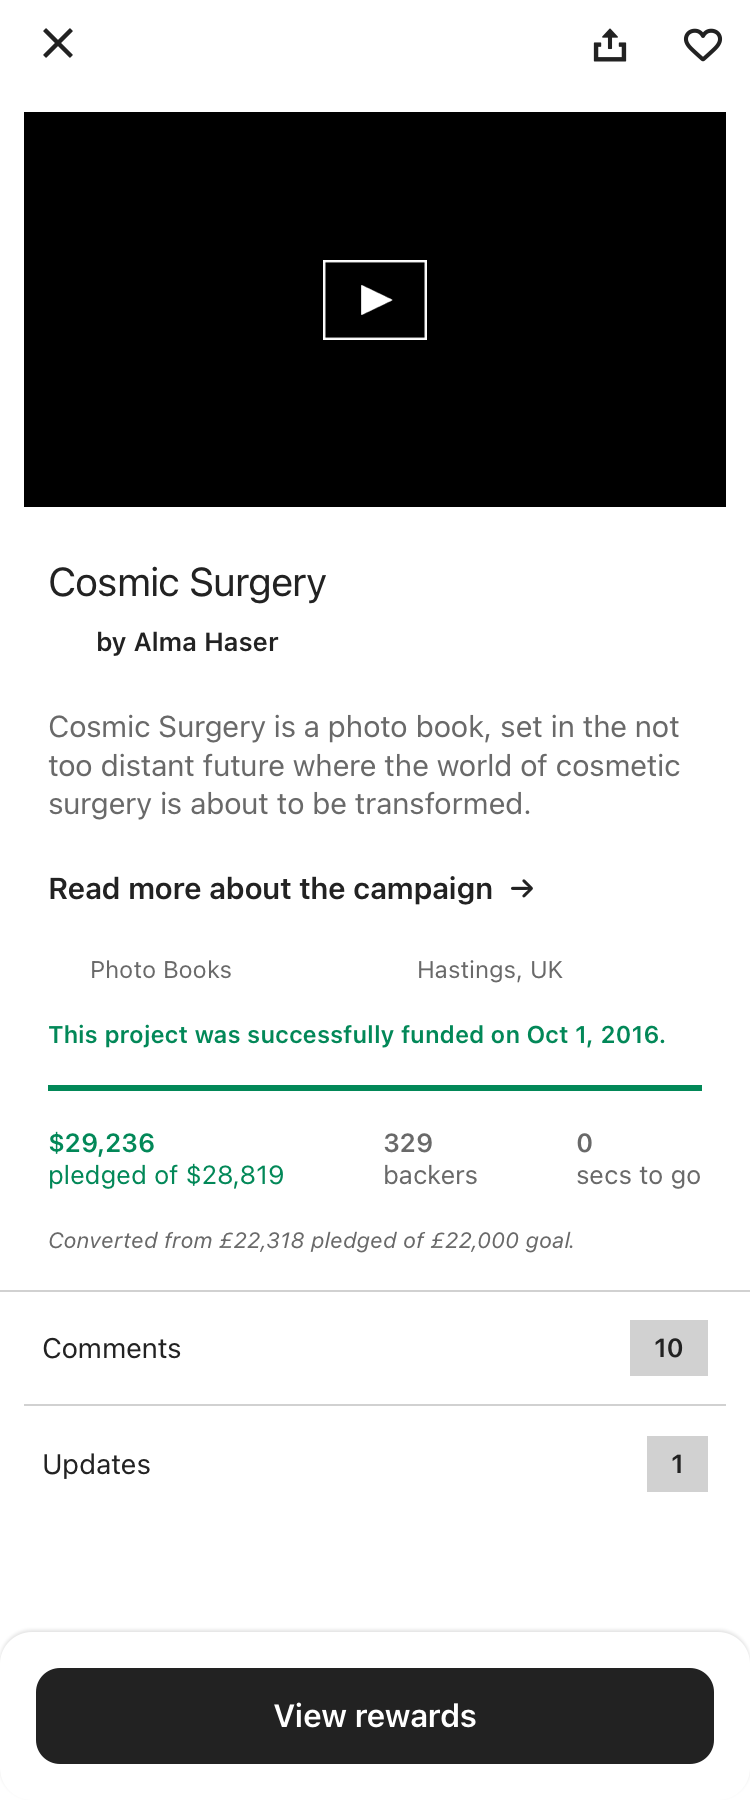 Cosmic Surgery
by Alma Haser
Cosmic Surgery is a photo book, set in the not
too distant future where the world of cosmetic
surgery is about to be transformed.
Read more about the campaign →
Photo Books
Hastings, UK
This project was successfully funded on Oct 1, 2016.
$29,236
pledged of $28,819
329
backers
0
secs to go
Converted from £22,318 pledged of £22,000 goal.
Comments
10
Updates
1
View rewards